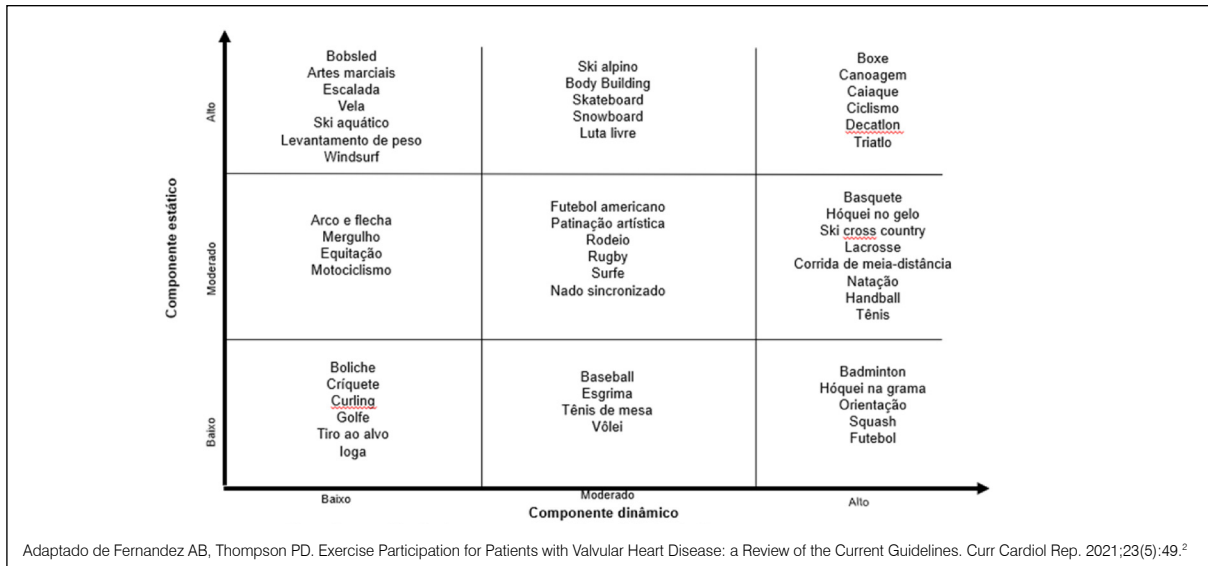 Componente estático
Alto
Bobsled
Artes marciais
Escalada
Vela
Ski aquático
Levantamento de peso
Windsurf
Ski alpino
Body Building
Skateboard
Snowboard
Luta livre
Boxe
Canoagem
Caiaque
Ciclismo
Decatlon
Triatlo
Moderado
Arco e flecha
Mergulho
Equitação
Motociclismo
Futebol americano
Patinação artística
Rodeio
Rugby
Surfe
Nado sincronizado
Basquete
Hóquei no gelo
Ski cross country
Lacrosse
Corrida de meia-distância
Natação
Handball
Tênis
Baixo
Boliche
Críquete
Curling
Golfe
Tiro ao alvo
Ioga
Baseball
Esgrima
Tênis de mesa
Vôlei
Badminton
Hóquei na grama
Orientação
Squash
Futebol
Baixo
Moderado
Alto
Componente dinâmico
Adaptado de Fernandez AB, Thompson PD. Exercise Participation for Patients with Valvular Heart Disease: a Review of the Current Guidelines. Curr Cardiol Rep. 2021;23(5):49.²